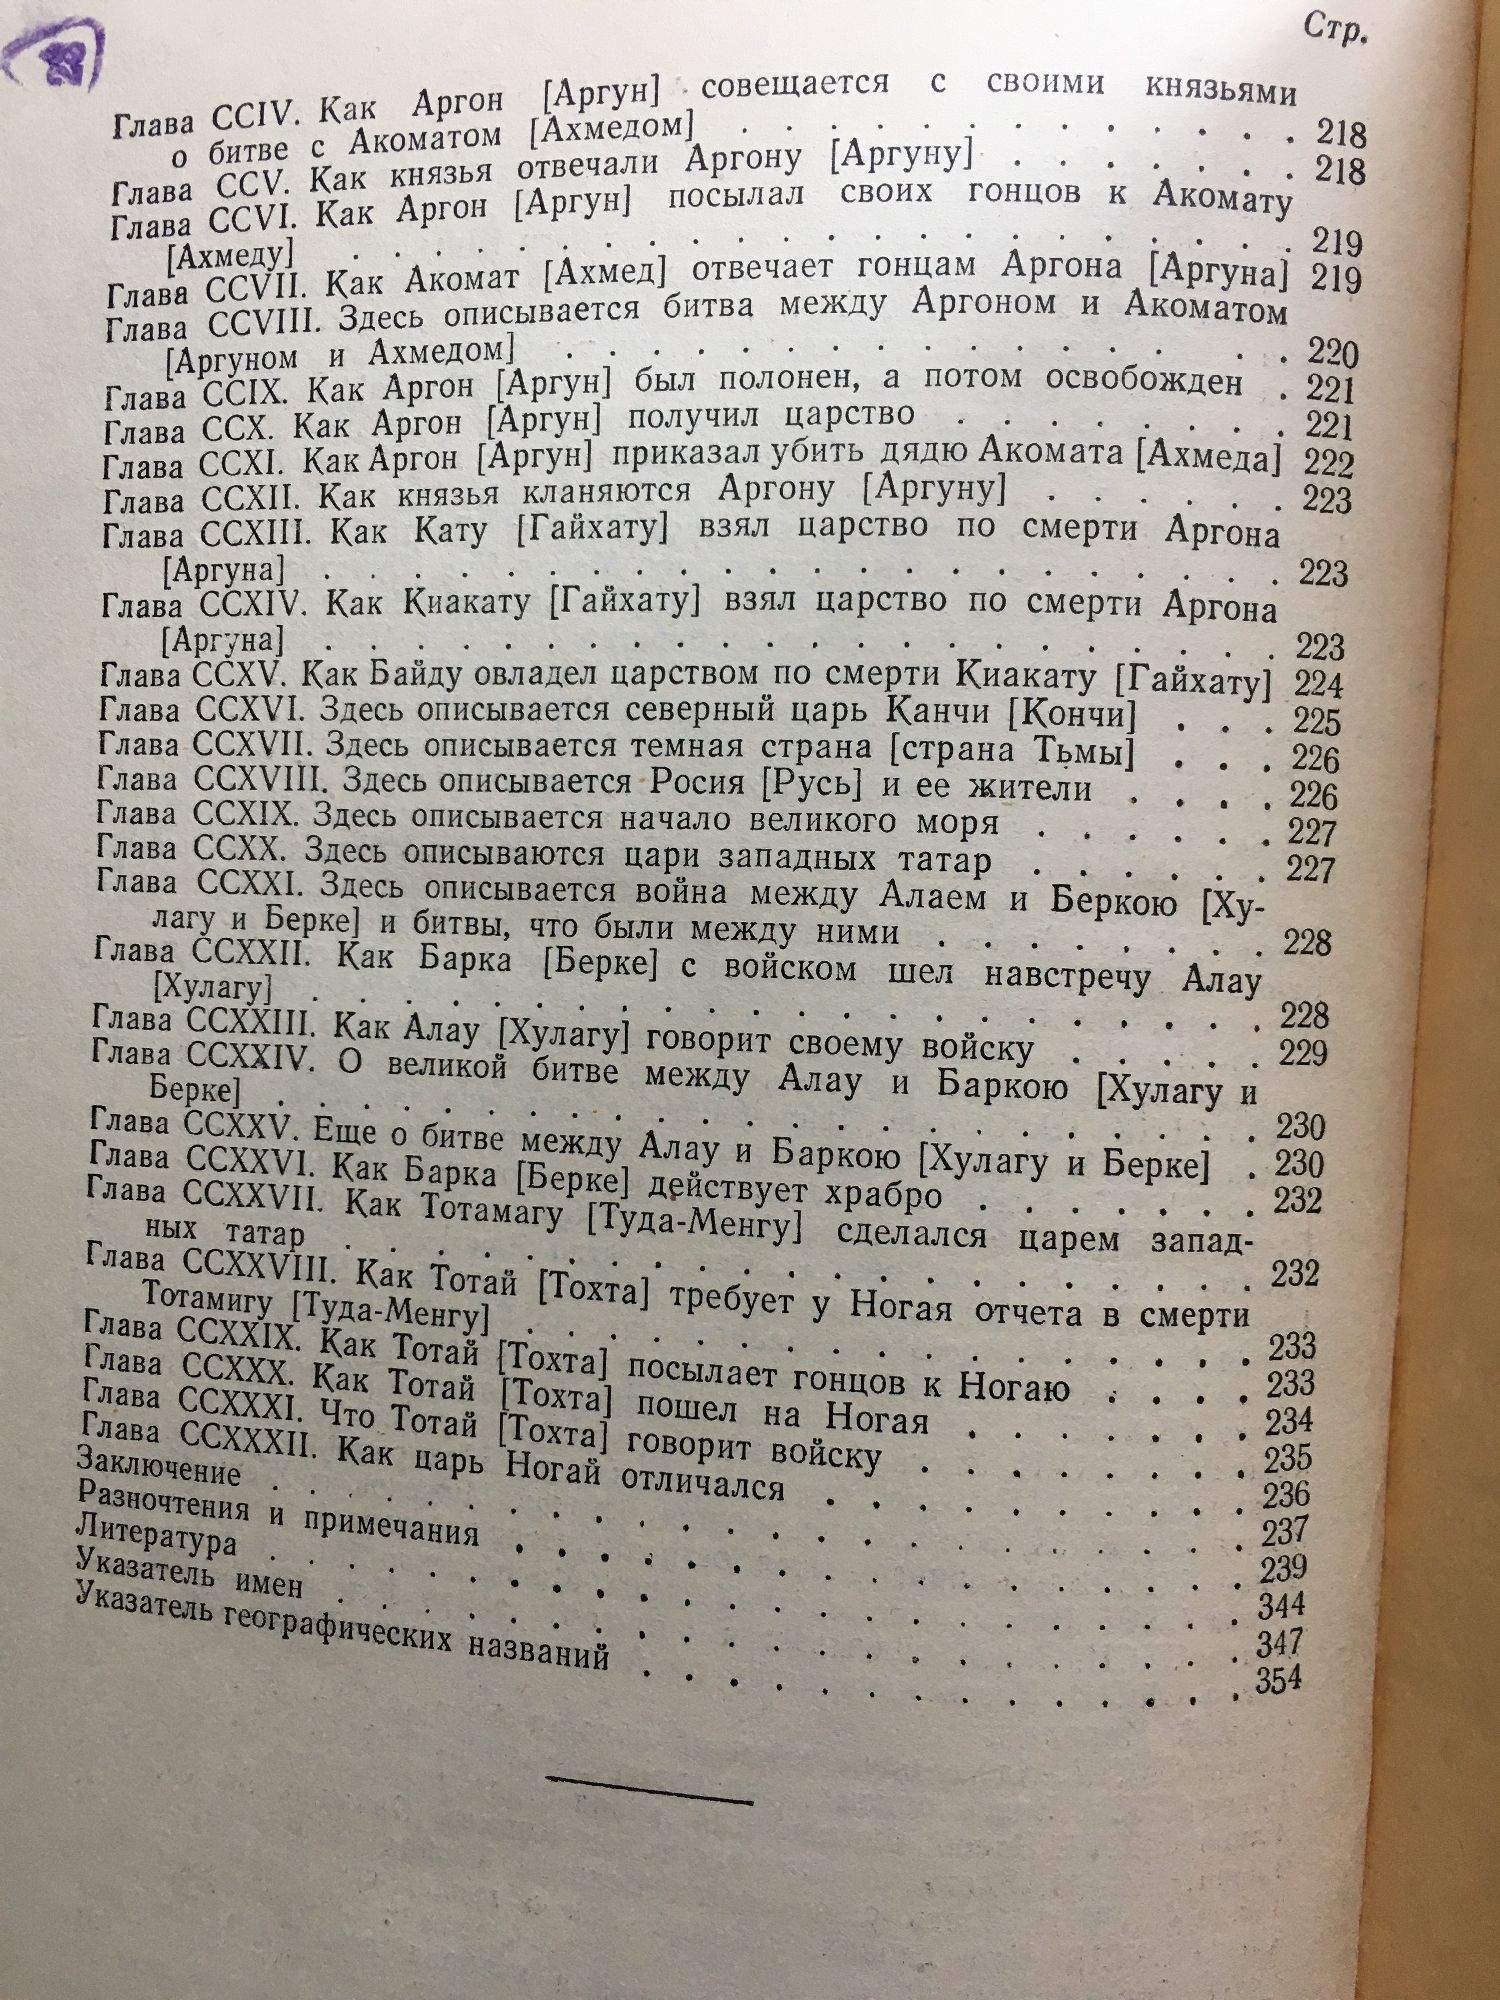 Стр.
Глава CCIV. Как Аргон [Аргун] совещается с своими князьями
о битве с Акоматом [Ахмедом] . . . . . . . . . . . . . 218
Глава CCV. Как князья отвечали Аргону [Аргуну] . . . . . . . 218
Глава CCVI. Как Аргон [Аргун] посылал своих гонцов к Акомату
[Ахмеду] . . . . . . . . . . . . . . . . . . . . . . 219
Глава CCVII. Как Акомат [Ахмед] отвечает гонцам Аргона [Аргуна] 219
Глава CCVIII. Здесь описывается битва между Аргоном и Акоматом
[Аргуном и Ахмедом] . . . . . . . . . . . . . . . . 220
Глава CCIX. Как Аргон [Аргун] был полонен, а потом освобожден . 221
Глава CCX. Как Аргон [Аргун] получил царство . . . . . . . . 221
Глава CCXI. Как Аргон [Аргун] приказал убить дядю Акомата [Ахмеда] 222
Глава CCXII. Как князья кланяются Аргону [Аргуну] . . . . . . 223
Глава CCXIII. Как Кату [Гайхату] взял царство по смерти Аргона
[Аргуна] . . . . . . . . . . . . . . . . . . . . . . 223
Глава CCXIV. Как Киакату [Гайхату] взял царство по смерти Аргона
[Аргуна] . . . . . . . . . . . . . . . . . . . . . . 223
Глава CCXV. Как Байду овладел царством по смерти Киакату [Гайхату] 224
Глава CCXVI. Здесь описывается северный царь Канчи [Кончи] . . . 225
Глава CCXVII. Здесь описывается темная страна [страна Тьмы] . . . 226
Глава CCXVIII. Здесь описывается Росия [Русь] и ее жители . . . . 226
Глава CCXIX. Здесь описывается начало великого моря . . . . . . 227
Глава CCXX. Здесь описываются цари западных татар . . . . . . 227
Глава CCXXI. Здесь описывается война между Алаем и Беркою [Ху-
лагу и Берке] и битвы, что были между ними . . . . . . . . 228
Глава CCXXII. Как Барка [Берке] с войском шел навстречу Алау
[Хулагу] . . . . . . . . . . . . . . . . . . . . . . 228
Глава CCXXIII. Как Алау [Хулагу] говорит своему войску . . . . . 229
Глава CCXXIV. О великой битве между Алау и Баркою [Хулагу и
Берке] . . . . . . . . . . . . . . . . . . . . . . . 230
Глава CCXXV. Еще о битве между Алау и Баркою [Хулагу и Берке] . 230
Глава CCXXVI. Как Барка [Берке] действует храбро . . . . . . . 232
Глава CCXXVII. Как Тотамагу [Туда-Менгу] сделался царем запад-
ных татар . . . . . . . . . . . . . . . . . . . . . 232
Глава CCXXVIII. Как Тотай [Тохта] требует у Ногая отчета в смерти
Тотамигу [Туда-Менгу] . . . . . . . . . . . . . . . . 233
Глава CCXXIX. Как Тотай [Тохта] посылает гонцов к Ногаю . . . . 233
Глава CCXXX. Как Тотай [Тохта] пошел на Ногая . . . . . . . 234
Глава CCXXXI. Что Тотай [Тохта] говорит войску . . . . . . . . 235
Глава CCXXXII. Как царь Ногай отличался . . . . . . . . . . 236
Заключение . . . . . . . . . . . . . . . . . . . . . . . 237
Разночтения и примечания . . . . . . . . . . . . . . . . . 239
Литература . . . . . . . . . . . . . . . . . . . . . . . 344
Указатель имен . . . . . . . . . . . . . . . . . . . . . 347
Указатель географических названий . . . . . . . . . . . . . 354